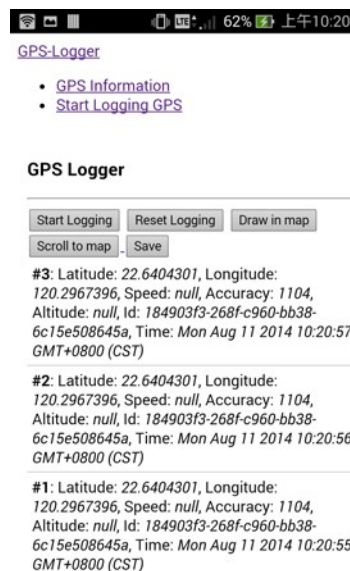 LTE 62% 上午10:20
GPS-Logger
GPS Information
Start Logging GPS
GPS Logger
Start Logging Reset Logging Draw in map
Scroll to map Save
#3: Latitude: 22.6404301, Longitude:
120.2967396, Speed: null, Accuracy: 1104,
Altitude: null, Id: 184903f3-268f-c960-bb38-
6c15e508645a, Time: Mon Aug 11 2014 10:20:57
GMT+0800 (CST)
#2: Latitude: 22.6404301, Longitude:
120.2967396, Speed: null, Accuracy: 1104,
Altitude: null, Id: 184903f3-268f-c960-bb38-
6c15e508645a, Time: Mon Aug 11 2014 10:20:56
GMT+0800 (CST)
#1: Latitude: 22.6404301, Longitude:
120.2967396, Speed: null, Accuracy: 1104,
Altitude: null, Id: 184903f3-268f-c960-bb38-
6c15e508645a, Time: Mon Aug 11 2014 10:20:55
GMT+0800 (CST)